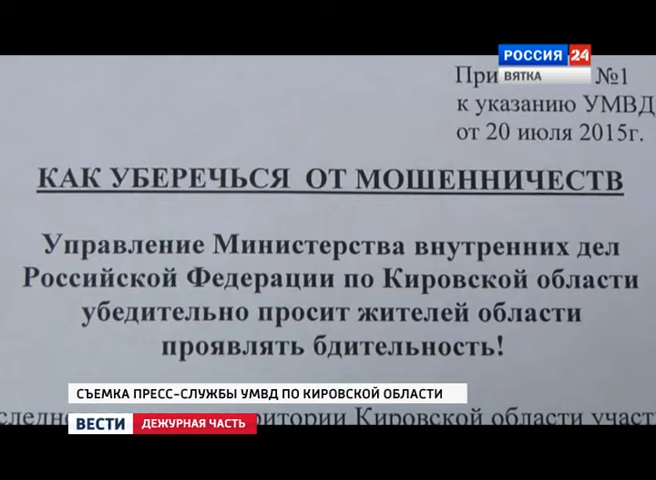 РОССИЯ 24
ВЯТКА
При №1
к указанию УМВД
от 20 июля 2015г.
КАК УБЕРЕЧЬСЯ ОТ МОШЕННИЧЕСТВ
Управление Министерства внутренних дел
Российской Федерации по Кировской области
убедительно просит жителей области
проявлять бдительность!
СЪЕМКА ПРЕСС-СЛУЖБЫ УМВД ПО КИРОВСКОЙ ОБЛАСТИ
Кировской области
ВЕСТИ ДЕЖУРНАЯ ЧАСТЬ